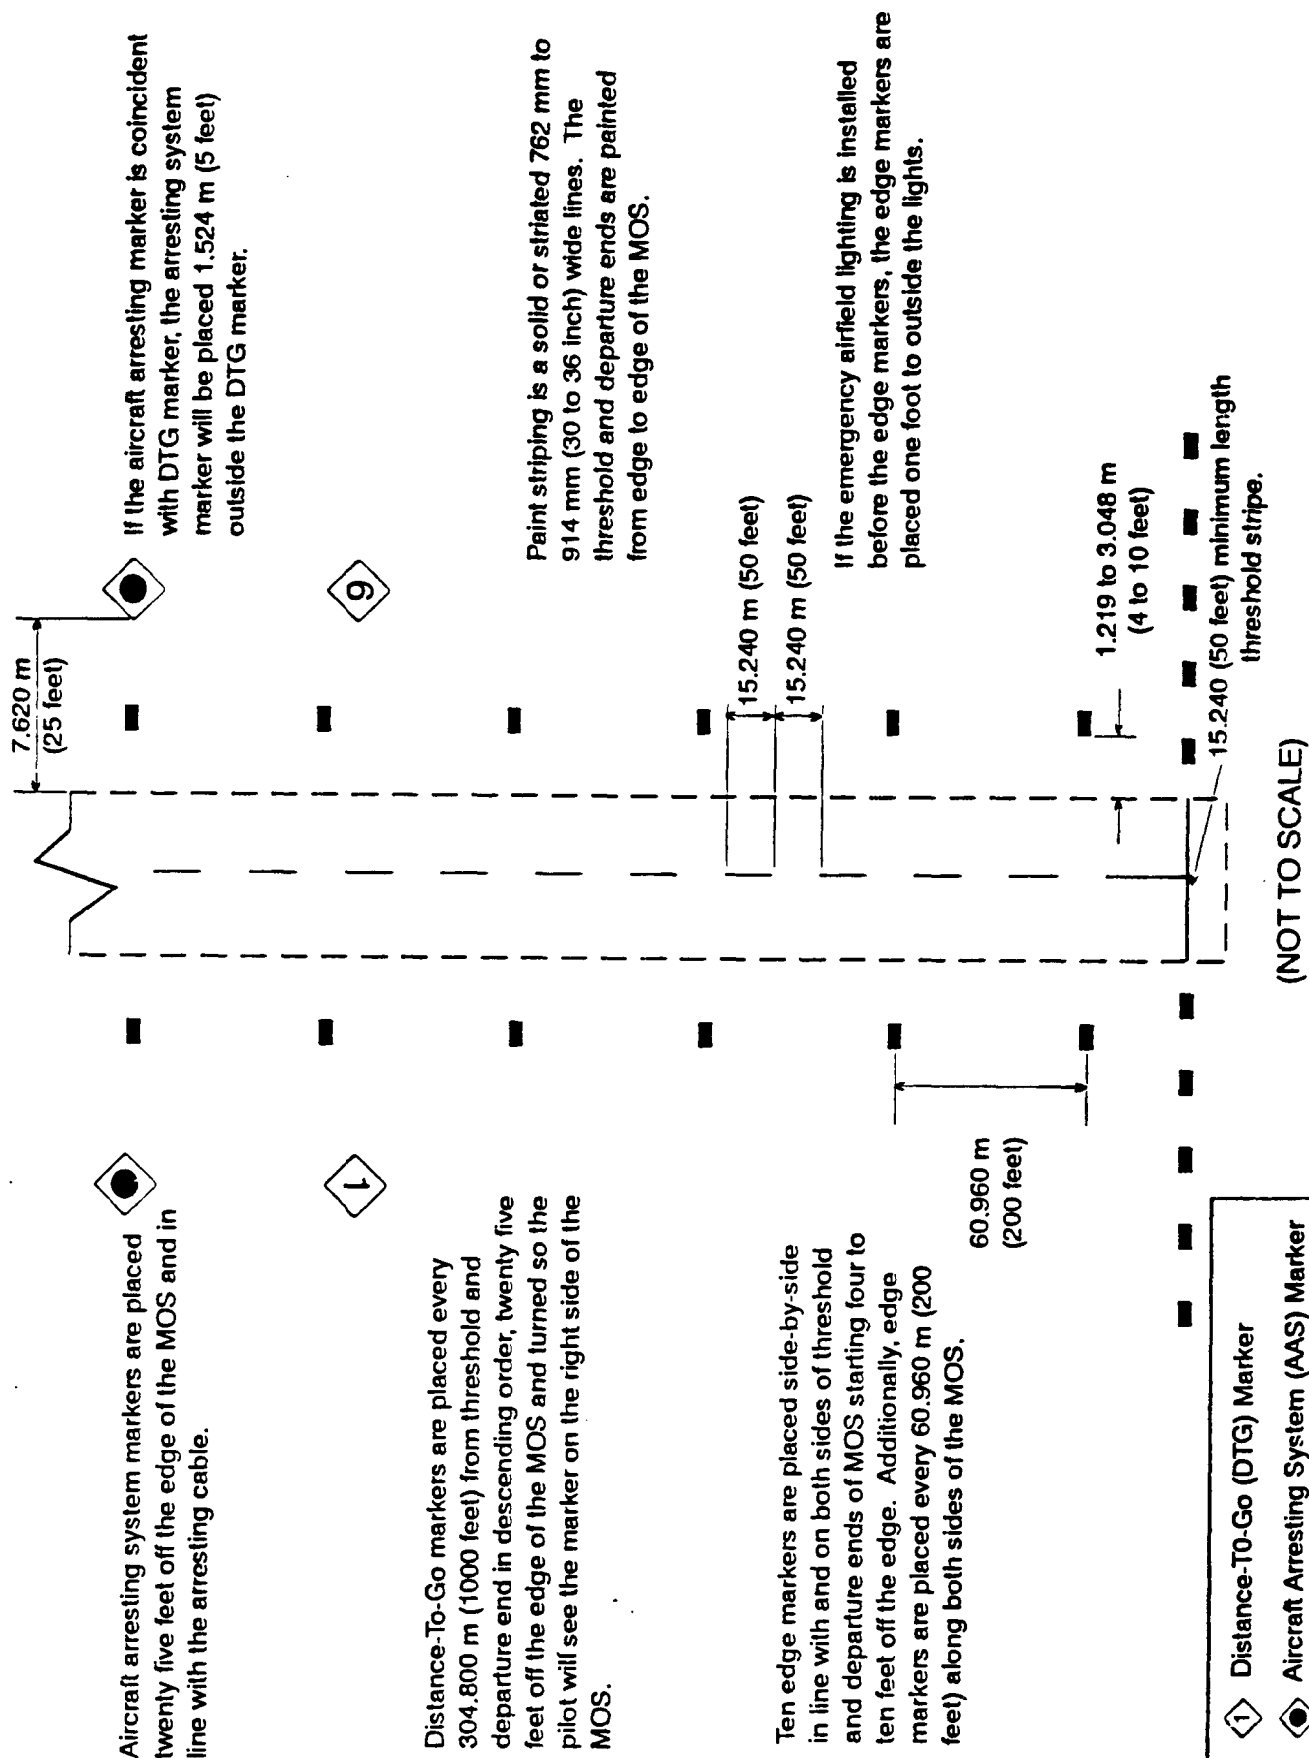 Aircraft arresting system markers are placed
twenty five feet off the edge of the MOS and in
line with the arresting cable.
Distance-To-Go markers are placed every
304.800 m (1000 feet) from threshold and
departure end in descending order, twenty five
feet off the edge of the MOS and turned so the
pilot will see the marker on the right side of the
MOS.
Ten edge markers are placed side-by-side
in line with and on both sides of threshold
and departure ends of MOS starting four to
ten feet off the edge. Additionally, edge
markers are placed every 60.960 m (200
feet) along both sides of the MOS.
1
60.960 m
(200 feet)
7.620 m
(25 feet)
If the aircraft arresting marker is coincident
with DTG marker, the arresting system
marker will be placed 1.524 m (5 feet)
outside the DTG marker.
6
Paint striping is a solid or striated 762 mm to
914 mm (30 to 36 inch) wide lines. The
threshold and departure ends are painted
from edge to edge of the MOS.
15.240 m (50 feet)
15.240 m (50 feet)
If the emergency airfield lighting is installed
before the edge markers, the edge markers are
placed one foot to outside the lights.
1.219 to 3.048 m
(4 to 10 feet)
15.240 (50 feet) minimum length
threshold stripe.
(NOT TO SCALE)
1 Distance-T0-Go (DTG) Marker
Aircraft Arresting System (AAS) Marker